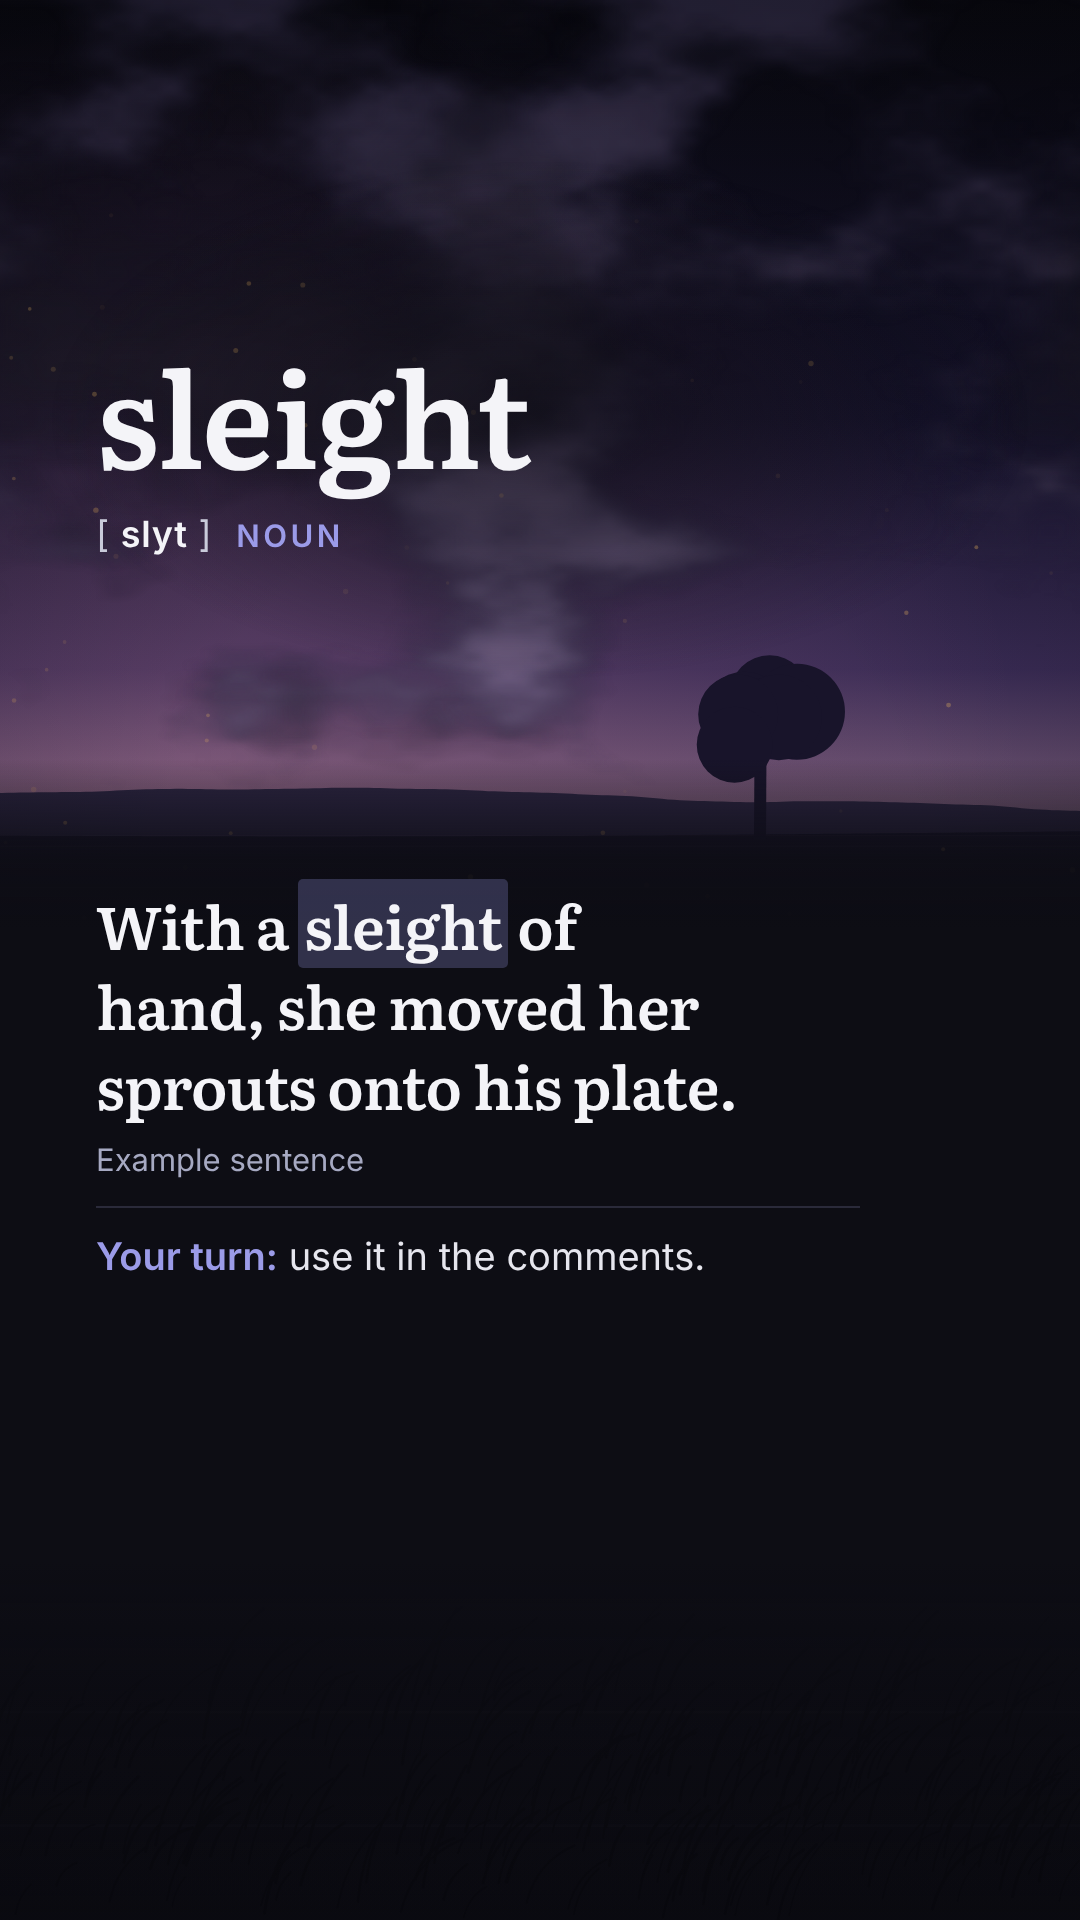 sleight
[ slyt ] NOUN
With a sleight of
hand, she moved her
sprouts onto his plate.
Example sentence
Your turn: use it in the comments.